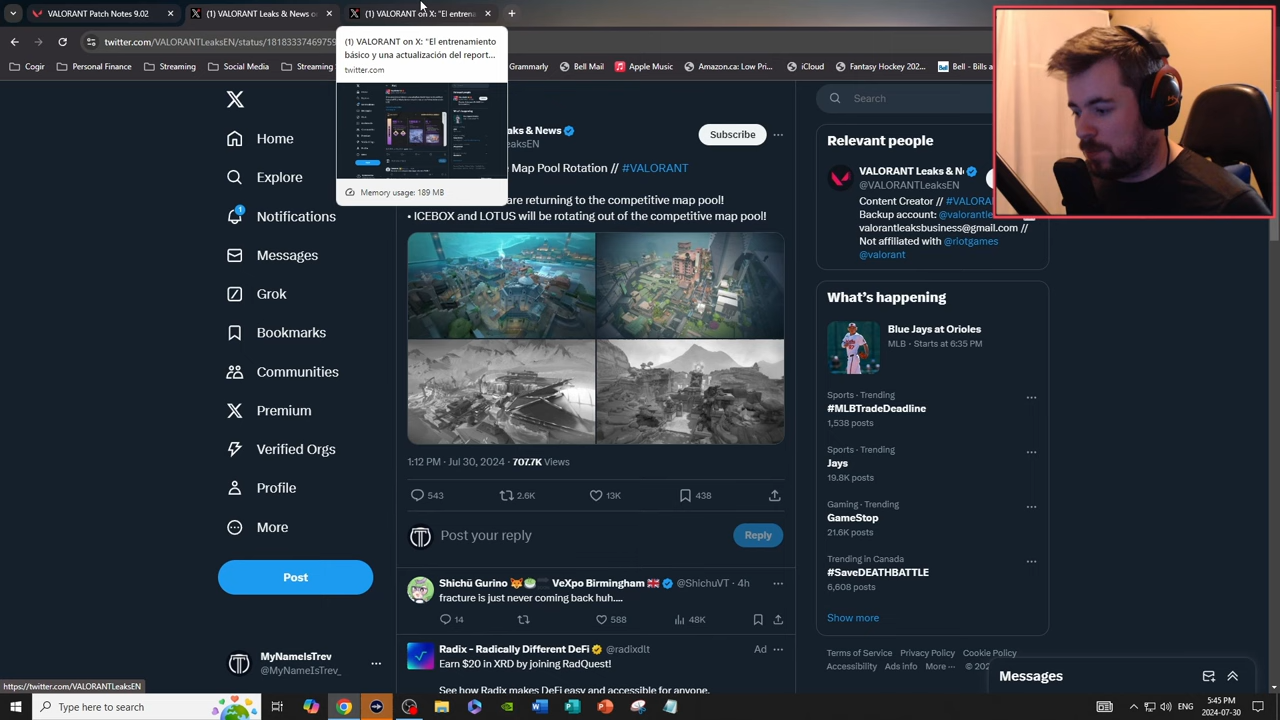 VALORANT Patch Notes 9.02
(1) VALORANT Leaks & News on
(1) VALORANT on X: "El entrena
twitter.com/VALORANTLeaksEN/status/18183337469759
(1) VALORANT on X: "El entrenamiento
básico y una actualización del report...
twitter.com
Memory usage: 189 MB
Cogir
Personal Finance
Streaming
Social Media
Streaming
Grammarly
Bell Mail
Apple Music
Amazon.ca: Low Pri...
Fantasy Hockey 202...
Bell - Bills a
Home
Explore
1
Notifications
Messages
Grok
Bookmarks
Communities
Premium
Verified Orgs
Profile
More
Post
MyNameIsTrev
@MyNameIsTrev_
aks & News
aksEN
Subscribe
Map Pool Rotation // #VALORANT
are returning to the competitive map pool!
• ICEBOX and LOTUS will be rotating out of the competitive map pool!
1:12 PM · Jul 30, 2024 · 707.7K Views
543
2.6K
13K
438
Post your reply
Reply
Shichū Gurino VeXpo Birmingham @ShIchuVT · 4h
fracture is just never coming back huh....
14
588
48K
Radix - Radically Different DeFi @radixdlt
Ad
Earn $20 in XRD by joining RadQuest!
See how Radix makes DeFi easy and accessible for anyone.
Search
evant people
VALORANT Leaks & N
@VALORANTLeaksEN
Content Creator // #VALORA
Backup account: @valorantle
valorantleaksbusiness@gmail.com //
Not affiliated with @riotgames
@valorant
What's happening
Blue Jays at Orioles
MLB · Starts at 6:35 PM
Sports · Trending
#MLBTradeDeadline
1,538 posts
Sports · Trending
Jays
19.8K posts
Gaming · Trending
GameStop
21.6K posts
Trending in Canada
#SaveDEATHBATTLE
6,608 posts
Show more
Terms of Service
Privacy Policy
Cookie Policy
Accessibility
Ads info
More ···
© 202
Messages
https://twitter.com/VALORANTLeaksEN
Type here to search
ENG
5:45 PM
2024-07-30